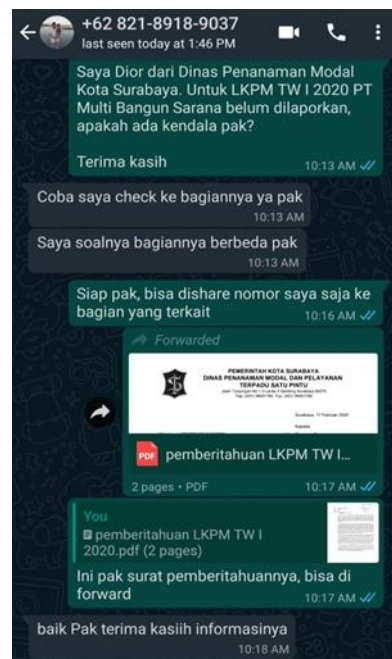 +62 821-8918-9037
last seen today at 1:46 PM
Saya Dior dari Dinas Penanaman Modal
Kota Surabaya. Untuk LKPM TW I 2020 PT
Multi Bangun Sarana belum dilaporkan,
apakah ada kendala pak?
Terima kasih
10:13 AM
Coba saya check ke bagiannya ya pak
10:13 AM
Saya soalnya bagiannya berbeda pak
10:13 AM
Siap pak, bisa dishare nomor saya saja ke
bagian yang terkait
10:16 AM
Forwarded
PEMERINTAH KOTA SURABAYA
DINAS PENANAMAN MODAL DAN PELAYANAN
TERPADU SATU PINTU
PDF
pemberitahuan LKPM TW I...
2 pages • PDF
10:17 AM
You
pemberitahuan LKPM TW I
2020.pdf (2 pages)
Ini pak surat pemberitahuannya, bisa di
forward
10:17 AM
baik Pak terima kasiih informasinya
10:18 AM